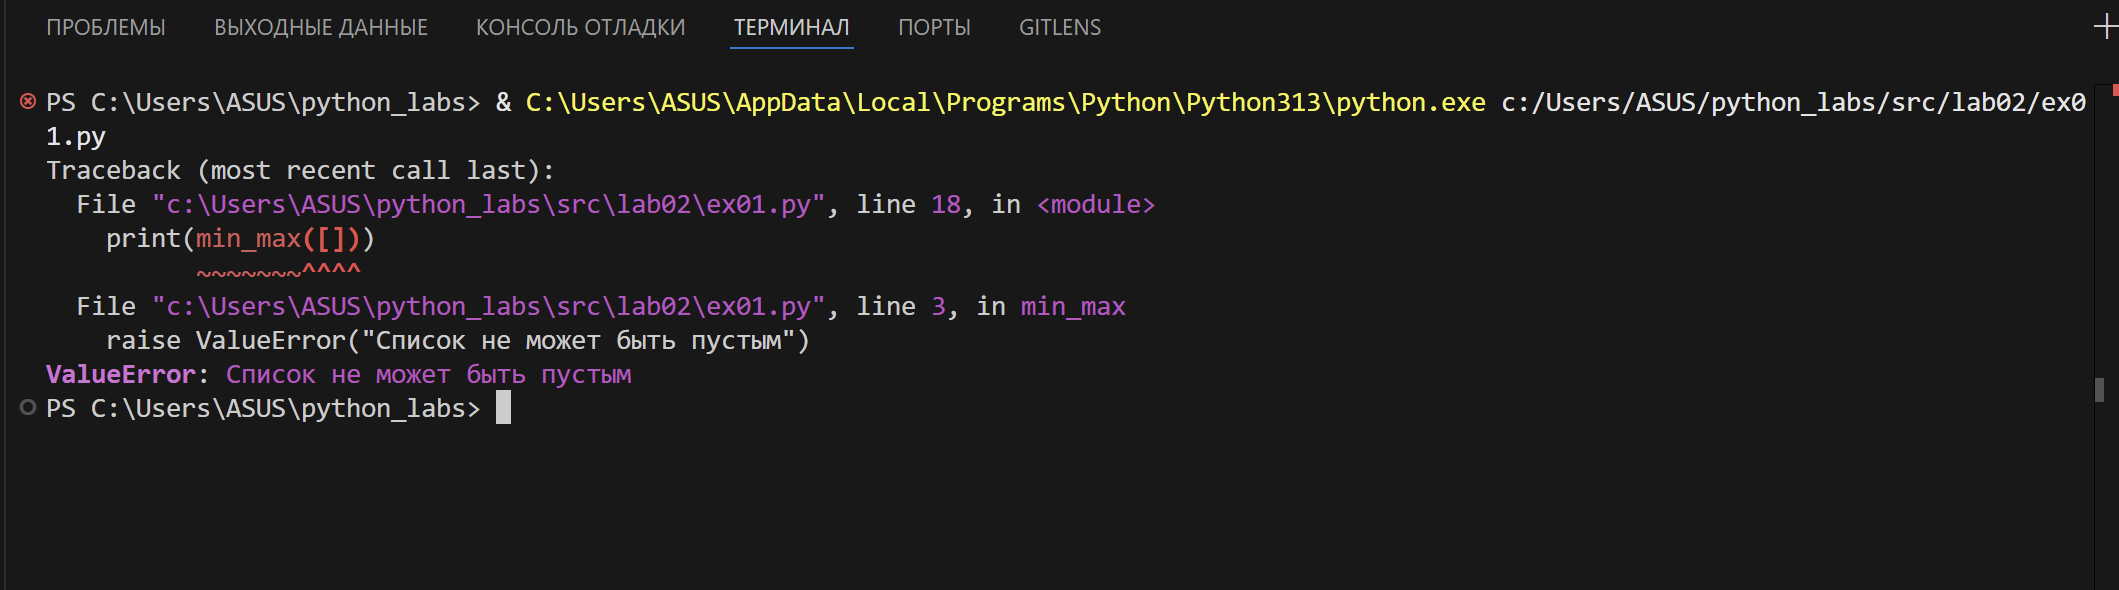 ПРОБЛЕМЫ ВЫХОДНЫЕ ДАННЫЕ КОНСОЛЬ ОТЛАДКИ ТЕРМИНАЛ ПОРТЫ GITLENS
PS C:\Users\ASUS\python_labs> & C:\Users\ASUS\AppData\Local\Programs\Python\Python313\python.exe c:/Users/ASUS/python_labs/src/lab02/ex0
1.py
Traceback (most recent call last):
  File "c:\Users\ASUS\python_labs\src\lab02\ex01.py", line 18, in <module>
    print(min_max([]))
          ~~~~~~~^^^^
  File "c:\Users\ASUS\python_labs\src\lab02\ex01.py", line 3, in min_max
    raise ValueError("Список не может быть пустым")
ValueError: Список не может быть пустым
PS C:\Users\ASUS\python_labs>